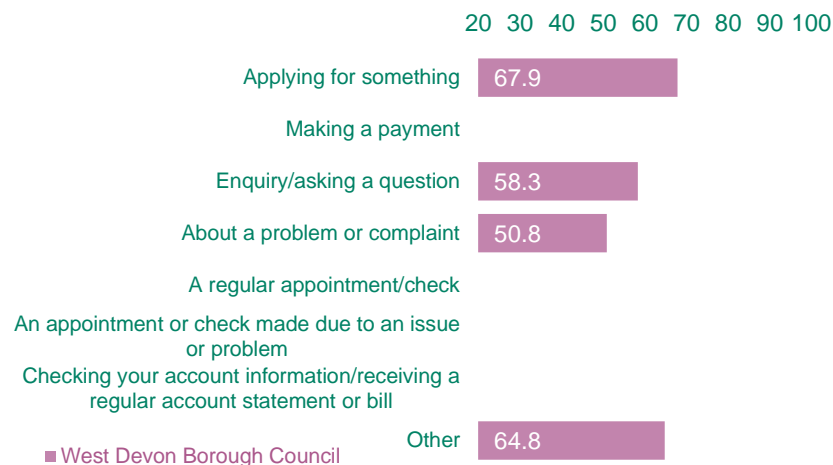 20 30 40 50 60 70 80 90 100
Applying for something 67.9
Making a payment
Enquiry/asking a question 58.3
About a problem or complaint 50.8
A regular appointment/check
An appointment or check made due to an issue
or problem
Checking your account information/receiving a
regular account statement or bill
Other 64.8
West Devon Borough Council